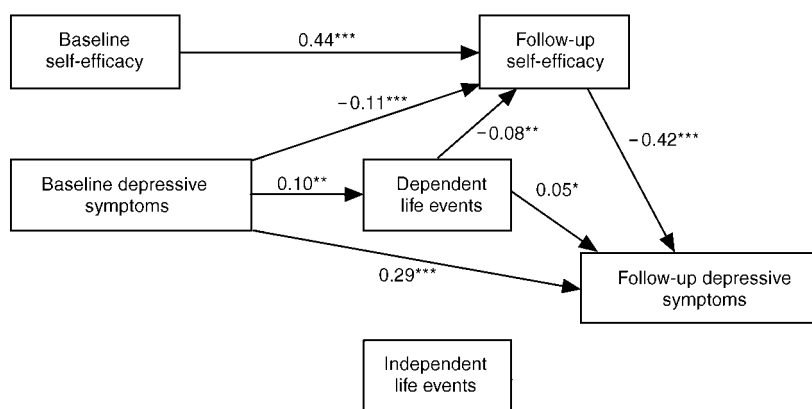 Baseline
self-efficacy
0.44***
Follow-up
self-efficacy
−0.11***
−0.08**
−0.42***
Baseline depressive
symptoms
0.10**
Dependent
life events
0.05*
0.29***
Follow-up depressive
symptoms
Independent
life events